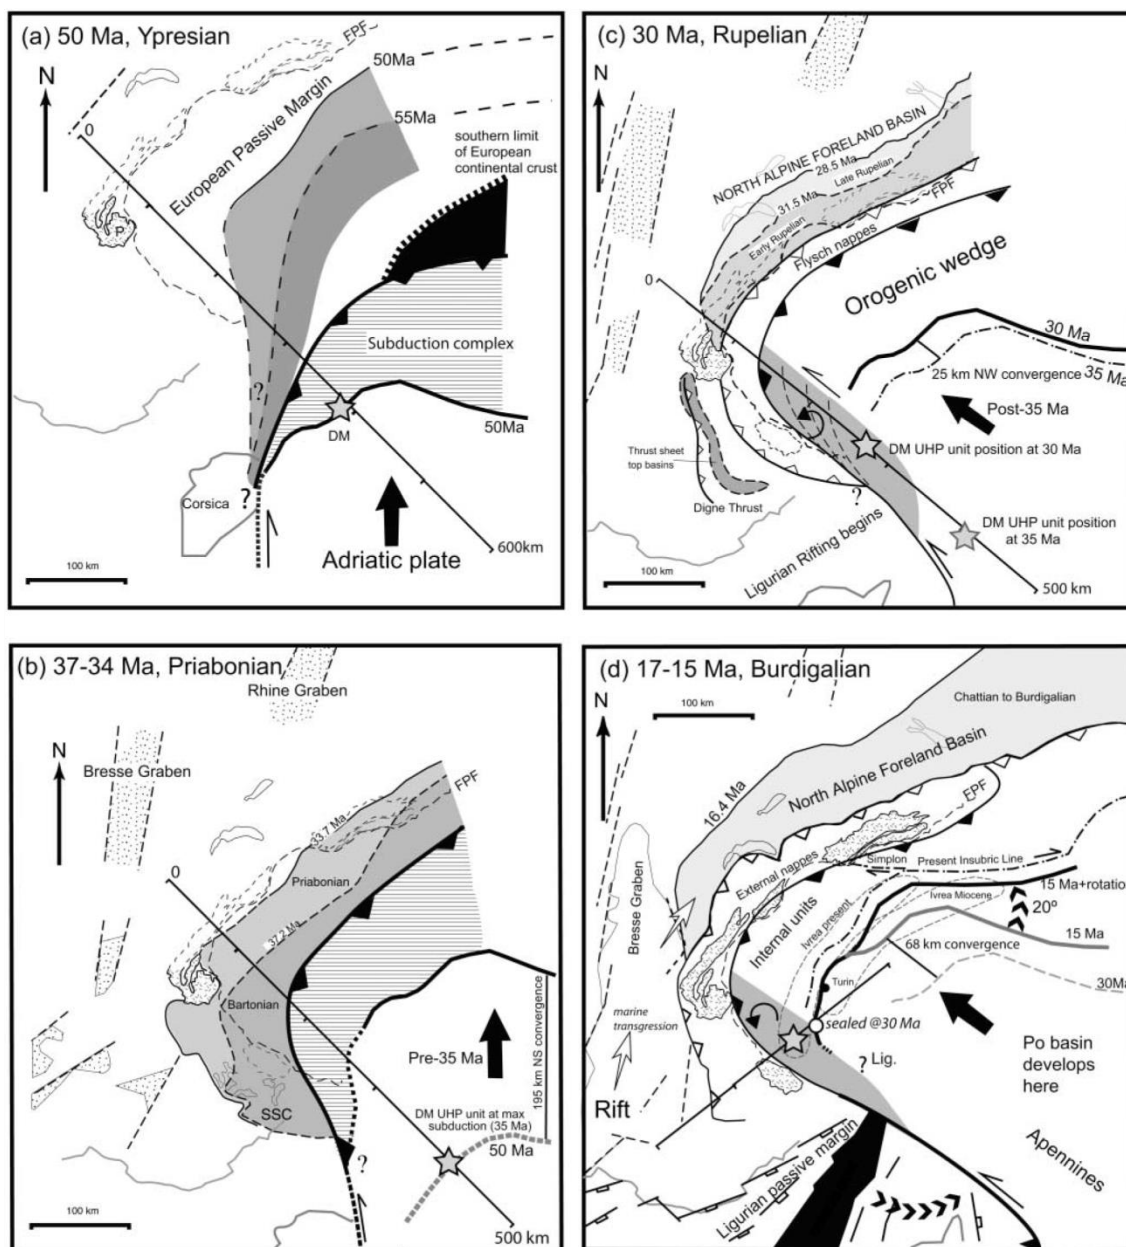 (a) 50 Ma, Ypresian
FPF
50Ma
N
0
European Passive Margin
55Ma
southern limit
of European
continental crust
P
Subduction complex
?
DM
50Ma
?
Corsica
600km
100 km
Adriatic plate
(c) 30 Ma, Rupelian
N
NORTH ALPINE FORELAND BASIN
28.5 Ma
Late Rupelian
31.5 Ma
FPF
Early Rupelian
Flysch nappes
0
Orogenic wedge
30 Ma
35 Ma
25 km NW convergence
Post-35 Ma
DM UHP unit position at 30 Ma
Thrust sheet
top basins
?
Digne Thrust
DM UHP unit position
at 35 Ma
Ligurian Rifting begins
100 km
500 km
(b) 37-34 Ma, Priabonian
Rhine Graben
N
Bresse Graben
FPF
33.7 Ma
0
Priabonian
37.2 Ma
Bartonian
Pre-35 Ma
195 km NS convergence
SSC
DM UHP unit at max
subduction (35 Ma)
50 Ma
?
100 km
500 km
(d) 17-15 Ma, Burdigalian
100 km
Chattian to Burdigalian
N
North Alpine Foreland Basin
16.4 Ma
FPF
External nappes
Simplon
Present Insubric Line
Bresse Graben
Internal units
Ivrea present
Ivrea Miocene
15 Ma+rotatio
20º
15 Ma
68 km convergence
Turin
30Ma
marine
transgression
sealed @30 Ma
? Lig.
Po basin
develops
here
Rift
Ligurian passive margin
Apennines